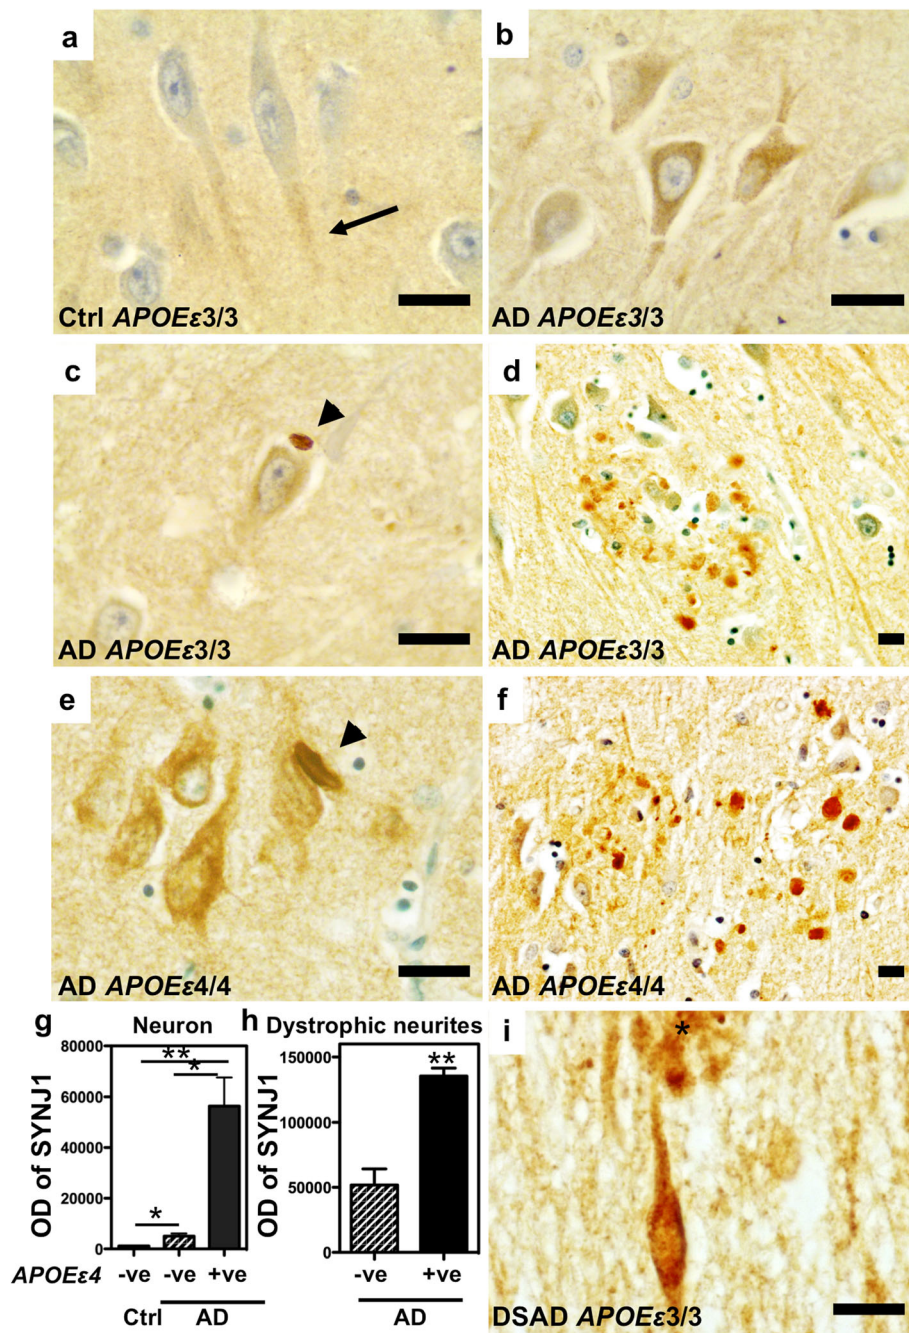 a
Ctrl APOEε3/3
b
AD APOEε3/3
c
AD APOEε3/3
d
AD APOEε3/3
e
AD APOEε4/4
f
AD APOEε4/4
g
Neuron
80000
60000
40000
20000
0
OD of SYNJ1
**
*
*
APOEε4 -ve -ve +ve
Ctrl AD
h
Dystrophic neurites
150000
100000
50000
0
OD of SYNJ1
**
-ve +ve
AD
i
*
DSAD APOEε3/3